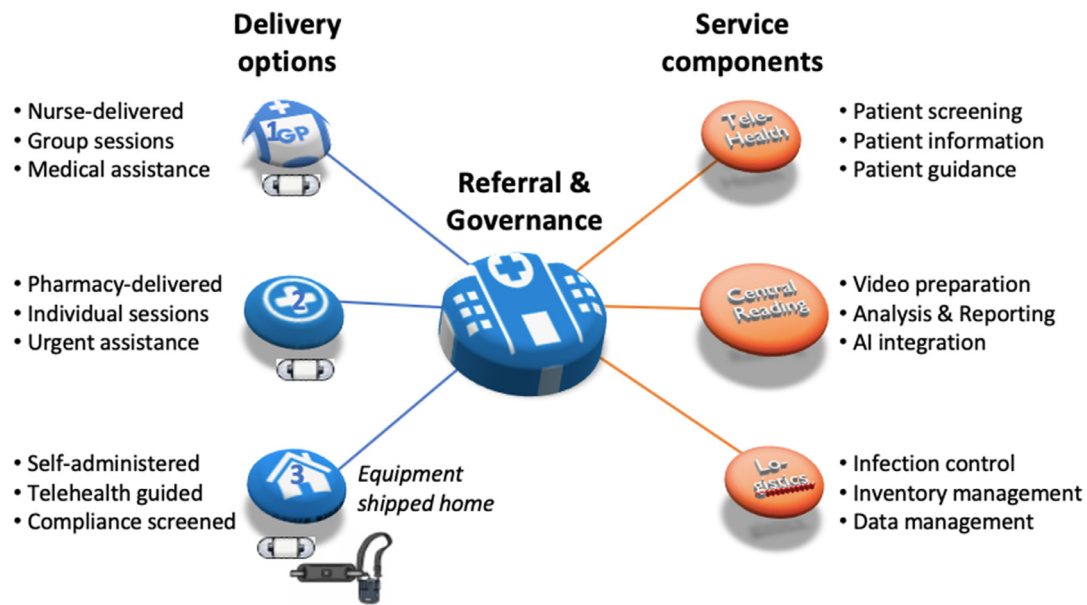 Delivery
options
Service
components
• Nurse-delivered
• Group sessions
• Medical assistance
1GP
Referral &
Governance
Tele-
Health
• Patient screening
• Patient information
• Patient guidance
• Pharmacy-delivered
• Individual sessions
• Urgent assistance
2
Central
Reading
• Video preparation
• Analysis & Reporting
• AI integration
• Self-administered
• Telehealth guided
• Compliance screened
3
Equipment
shipped home
Lo-
gistics
• Infection control
• Inventory management
• Data management